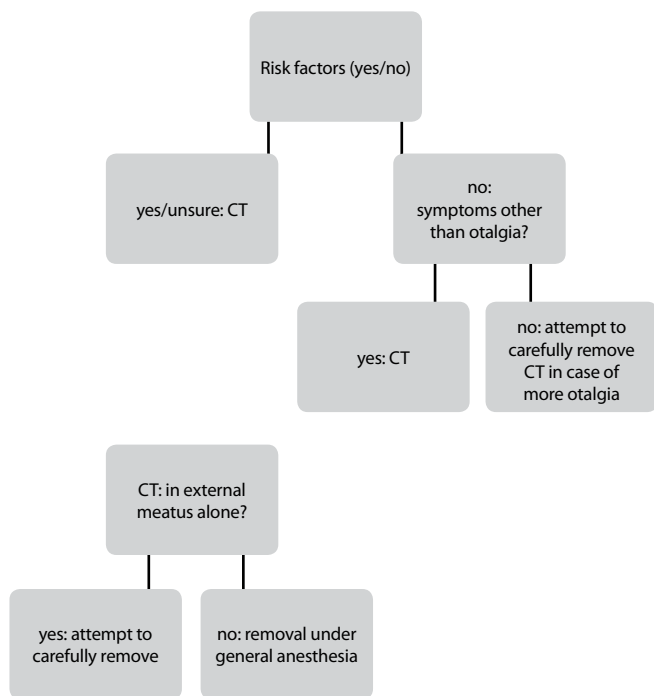 Risk factors (yes/no)
yes/unsure: CT
no:
symptoms other
than otalgia?
yes: CT
no: attempt to
carefully remove
CT in case of
more otalgia
CT: in external
meatus alone?
yes: attempt to
carefully remove
no: removal under
general anesthesia